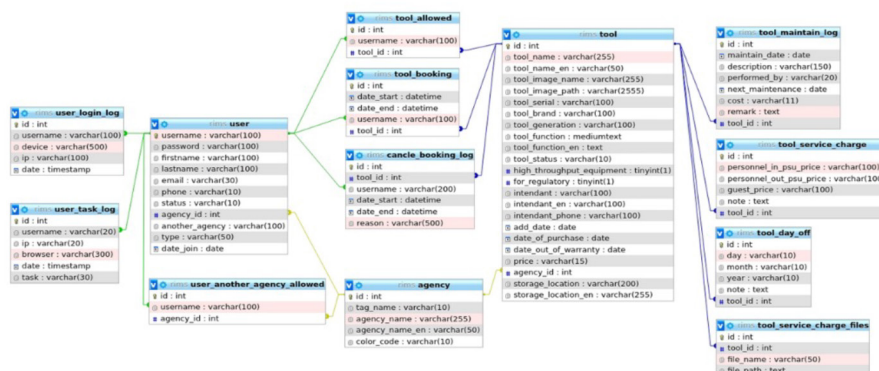 rims tool_allowed
id : int
username : varchar(100)
tool_id : int
rims tool_booking
id : int
date_start : datetime
date_end : datetime
username : varchar(100)
tool_id : int
rims cancle_booking_log
id : int
tool_id : int
username : varchar(200)
date_start : datetime
date_end : datetime
reason : varchar(500)
rims user_login_log
id : int
username : varchar(100)
device : varchar(500)
ip : varchar(100)
date : timestamp
rims user_task_log
id : int
username : varchar(20)
ip : varchar(20)
browser : varchar(300)
date : timestamp
task : varchar(30)
rims user
username : varchar(100)
password : varchar(100)
firstname : varchar(100)
lastname : varchar(100)
email : varchar(30)
phone : varchar(10)
status : varchar(10)
agency_id : int
another_agency : varchar(100)
type : varchar(50)
date_join : date
rims user_another_agency_allowed
id : int
username : varchar(100)
agency_id : int
rims agency
id : int
tag_name : varchar(10)
agency_name : varchar(255)
agency_name_en : varchar(50)
color_code : varchar(10)
rims tool
id : int
tool_name : varchar(255)
tool_name_en : varchar(50)
tool_image_name : varchar(255)
tool_image_path : varchar(2555)
tool_serial : varchar(100)
tool_brand : varchar(100)
tool_generation : varchar(100)
tool_function : mediumtext
tool_function_en : text
tool_status : varchar(10)
high_throughput_equipment : tinyint(1)
for_regulatory : tinyint(1)
intendant : varchar(100)
intendant_en : varchar(100)
intendant_phone : varchar(100)
add_date : date
date_of_purchase : date
date_out_of_warranty : date
price : varchar(15)
agency_id : int
storage_location : varchar(200)
storage_location_en : varchar(255)
rims tool_maintain_log
id : int
maintain_date : date
description : varchar(150)
performed_by : varchar(20)
next_maintenance : date
cost : varchar(11)
remark : text
tool_id : int
rims tool_service_charge
id : int
personnel_in_psu_price : varchar(100)
personnel_out_psu_price : varchar(100)
guest_price : varchar(100)
note : text
tool_id : int
rims tool_day_off
id : int
day : varchar(10)
month : varchar(10)
year : varchar(10)
note : text
tool_id : int
rims tool_service_charge_files
id : int
tool_id : int
file_name : varchar(50)
file_path : text